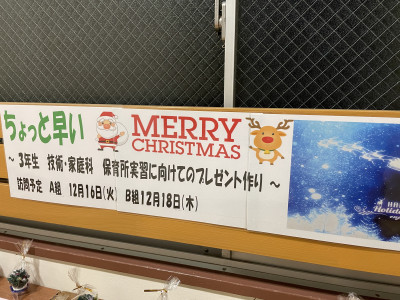 ちょっと早い
MERRY
CHRISTMAS
~ 3年生 技術・家庭科 保育所実習に向けてのプレゼント作り ~
訪問予定 A組 12月16日(火) B組12月18日(木)